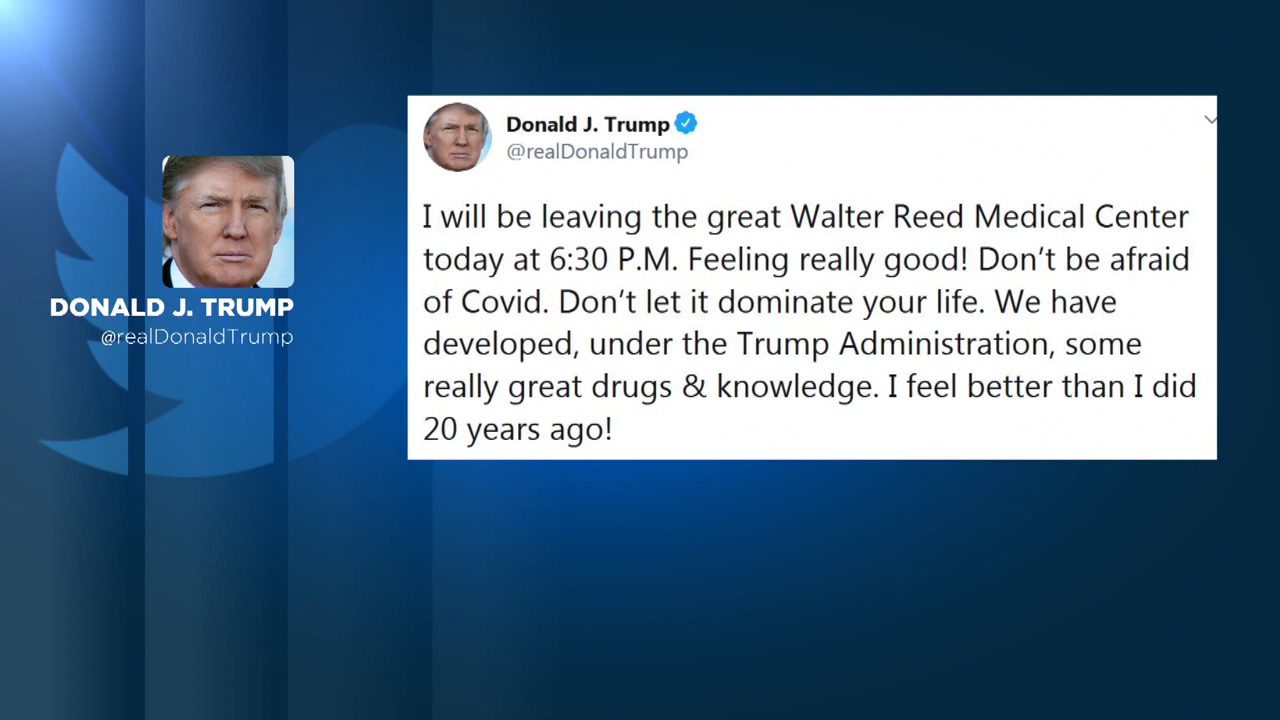 DONALD J. TRUMP
@realDonaldTrump
Donald J. Trump
@realDonaldTrump
I will be leaving the great Walter Reed Medical Center
today at 6:30 P.M. Feeling really good! Don't be afraid
of Covid. Don't let it dominate your life. We have
developed, under the Trump Administration, some
really great drugs & knowledge. I feel better than I did
20 years ago!